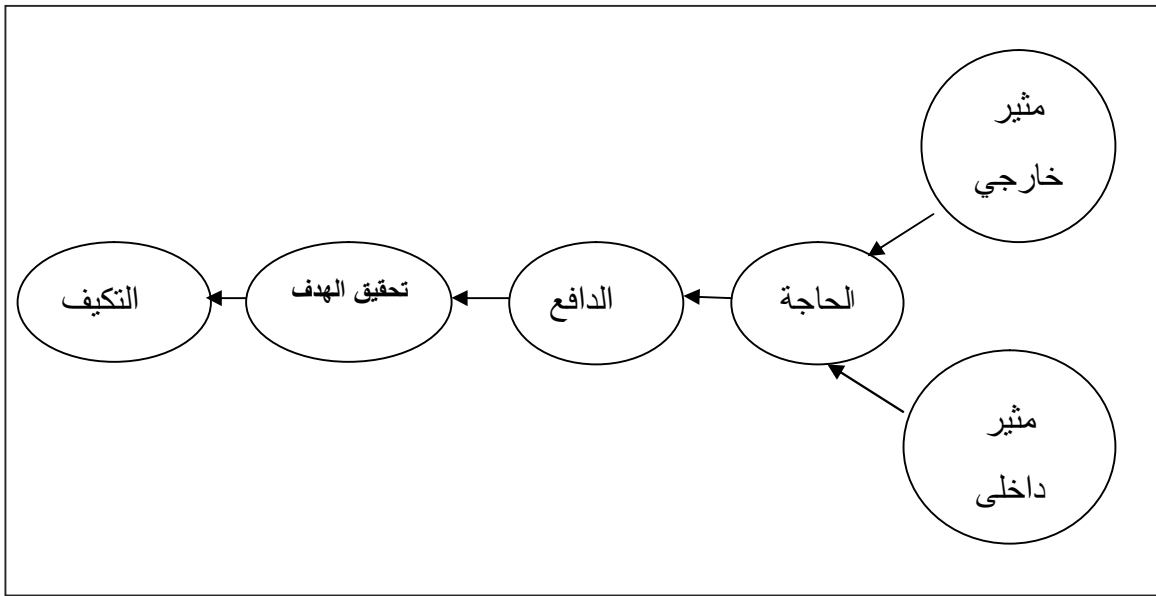 مثير
خارجي
الحاجة
الدافع
تحقيق الهدف
التكيف
مثير
داخلى